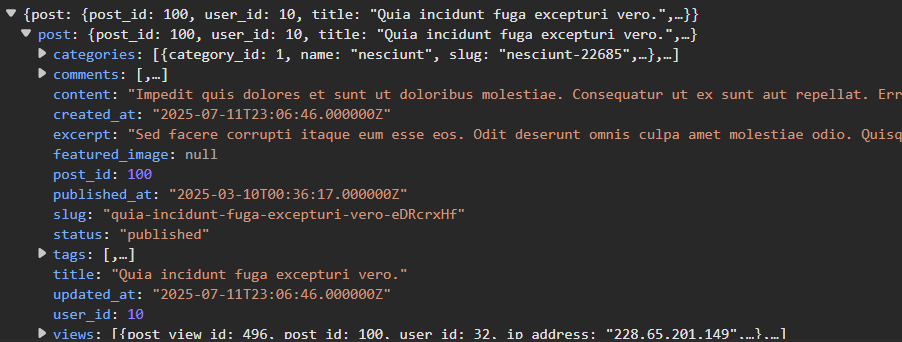 {post: {post_id: 100, user_id: 10, title: "Quia incidunt fuga excepturi vero.",…}}
post: {post_id: 100, user_id: 10, title: "Quia incidunt fuga excepturi vero.",…}
categories: [{category_id: 1, name: "nesciunt", slug: "nesciunt-22685",…},…]
comments: [,…]
content: "Impedit quis dolores et sunt ut doloribus molestiae. Consequatur ut ex sunt aut repellat. Err
created_at: "2025-07-11T23:06:46.000000Z"
excerpt: "Sed facere corrupti itaque eum esse eos. Odit deserunt omnis culpa amet molestiae odio. Quisq
featured_image: null
post_id: 100
published_at: "2025-03-10T00:36:17.000000Z"
slug: "quia-incidunt-fuga-excepturi-vero-eDRcrxHf"
status: "published"
tags: [,…]
title: "Quia incidunt fuga excepturi vero."
updated_at: "2025-07-11T23:06:46.000000Z"
user_id: 10
views: [{post_view_id: 496, post_id: 100, user_id: 32, ip_address: "228.65.201.149",…},…]